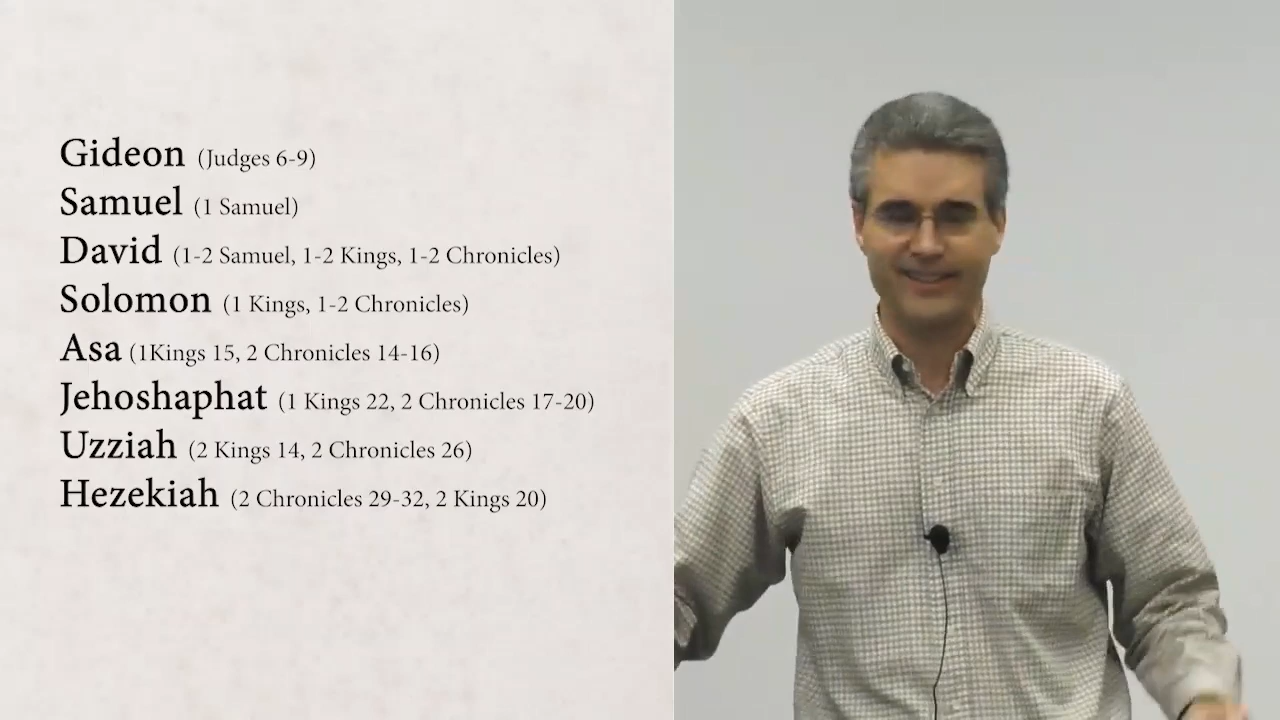 Gideon (Judges 6-9)
Samuel (1 Samuel)
David (1-2 Samuel, 1-2 Kings, 1-2 Chronicles)
Solomon (1 Kings, 1-2 Chronicles)
Asa (1Kings 15, 2 Chronicles 14-16)
Jehoshaphat (1 Kings 22, 2 Chronicles 17-20)
Uzziah (2 Kings 14, 2 Chronicles 26)
Hezekiah (2 Chronicles 29-32, 2 Kings 20)